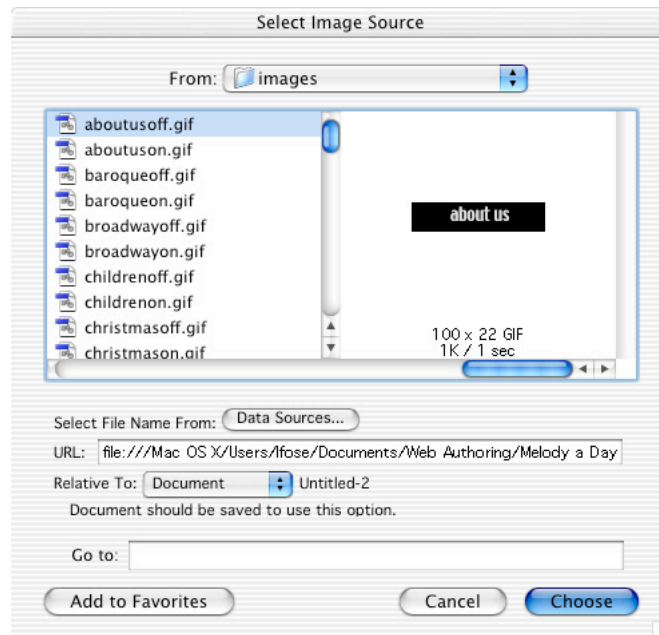 Select Image Source
From: images
aboutusoff.gif
aboutuson.gif
baroqueoff.gif
baroqueon.gif
broadwayoff.gif
broadwayon.gif
childrenoff.gif
childrenon.gif
christmasoff.gif
christmason.gif
about us
100 x 22 GIF
1K / 1 sec
Select File Name From: Data Sources...
URL: file:///Mac OS X/Users/lfose/Documents/Web Authoring/Melody a Day
Relative To: Document Untitled-2
Document should be saved to use this option.
Go to:
Add to Favorites Cancel Choose